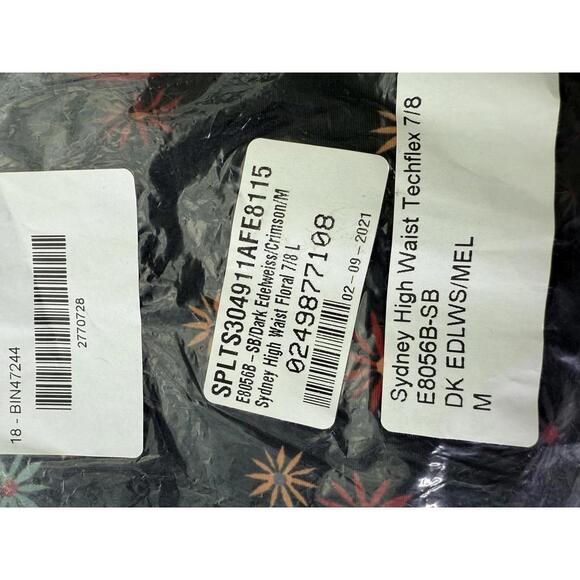 18 - BIN47244
2770728
SPLTS304911AFE8115
E8056B-SB/Dark Edelweiss/Crimson/M
Sydney High Waist Floral 7/8 L
0249877108
02-09-2021
Sydney High Waist Techflex 7/8
E8056B-SB
DK EDLWS/MEL
M